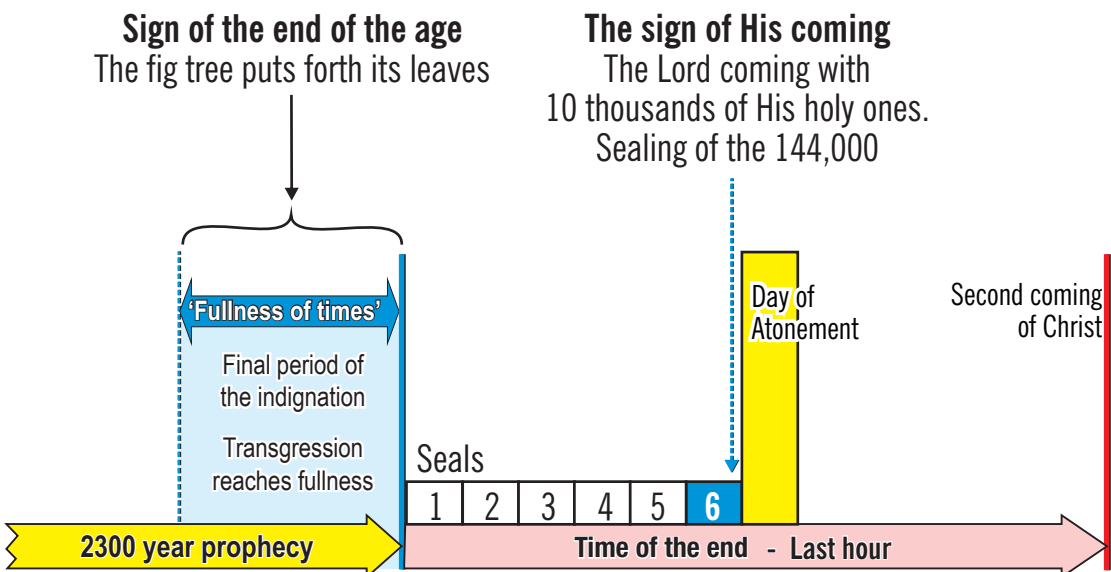 Sign of the end of the age
The fig tree puts forth its leaves
The sign of His coming
The Lord coming with
10 thousands of His holy ones.
Sealing of the 144,000
'Fullness of times'
Final period of
the indignation
Transgression
reaches fullness
Day of
Atonement
Second coming
of Christ
Seals
1 2 3 4 5 6
2300 year prophecy
Time of the end - Last hour